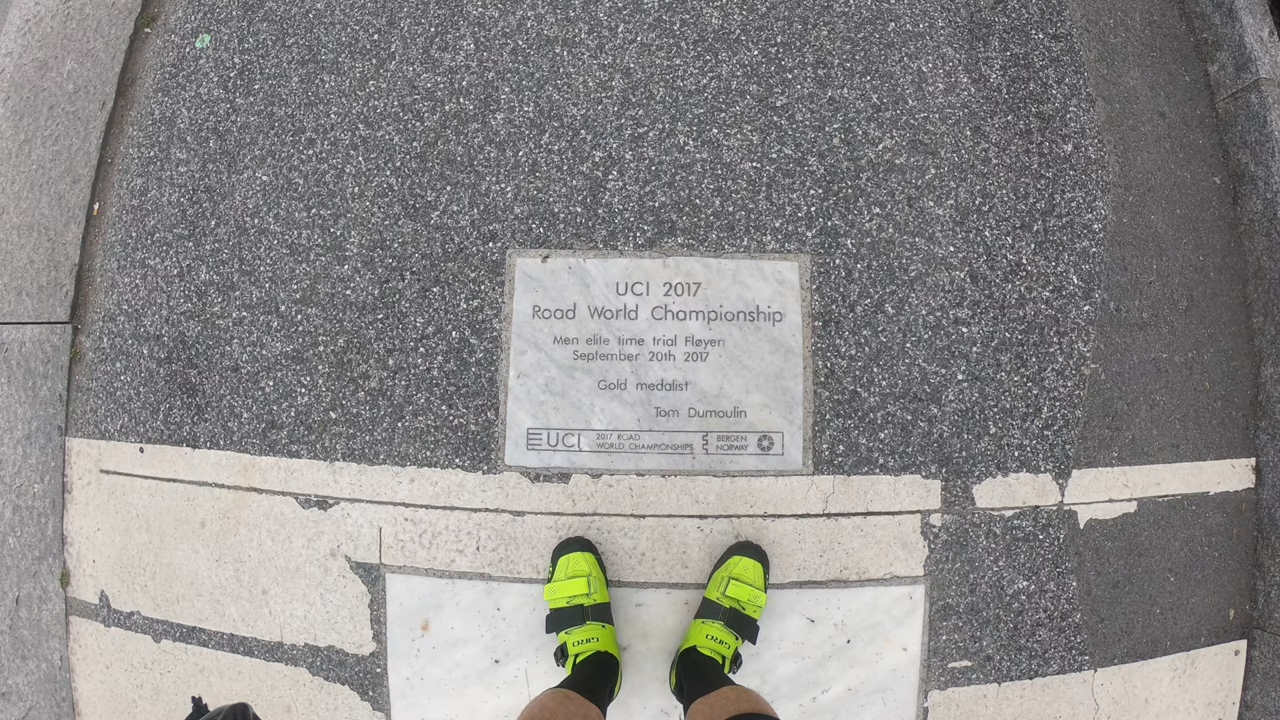 UCI 2017
Road World Championship
Men elite time trial Fløyen
September 20th 2017
Gold medalist
Tom Dumoulin
UCI
2017 ROAD
WORLD CHAMPIONSHIPS
BERGEN
NORWAY
GIRO
GIRO